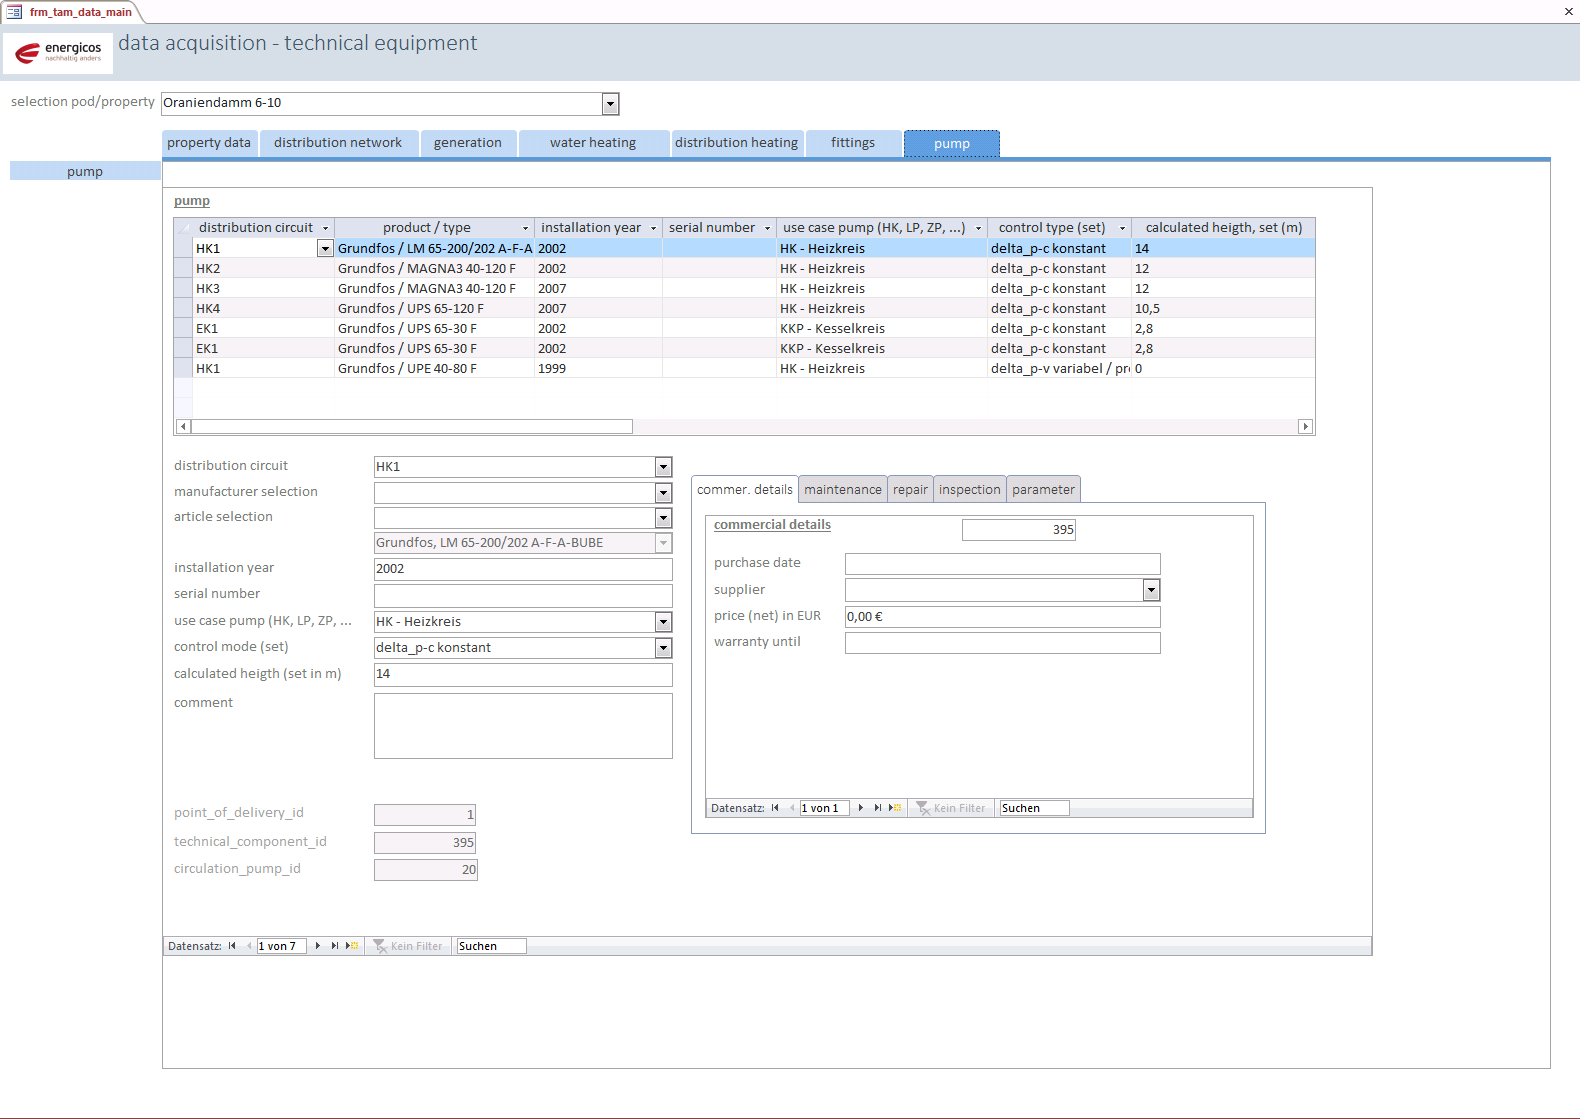 frm_tam_data_main
energicos
nachhaltig anders
data acquisition - technical equipment
selection pod/property Oraniendamm 6-10
property data distribution network generation water heating distribution heating fittings pump
pump
pump
distribution circuit product / type installation year serial number use case pump (HK, LP, ZP, ...) control type (set) calculated heigth, set (m)
HK1 Grundfos / LM 65-200/202 A-F-A 2002 HK - Heizkreis delta_p-c konstant 14
HK2 Grundfos / MAGNA3 40-120 F 2002 HK - Heizkreis delta_p-c konstant 12
HK3 Grundfos / MAGNA3 40-120 F 2007 HK - Heizkreis delta_p-c konstant 12
HK4 Grundfos / UPS 65-120 F 2007 HK - Heizkreis delta_p-c konstant 10,5
EK1 Grundfos / UPS 65-30 F 2002 KKP - Kesselkreis delta_p-c konstant 2,8
EK1 Grundfos / UPS 65-30 F 2002 KKP - Kesselkreis delta_p-c konstant 2,8
HK1 Grundfos / UPE 40-80 F 1999 HK - Heizkreis delta_p-v variabel / pr 0
distribution circuit HK1
manufacturer selection
article selection
Grundfos, LM 65-200/202 A-F-A-BUBE
installation year 2002
serial number
use case pump (HK, LP, ZP, ... HK - Heizkreis
control mode (set) delta_p-c konstant
calculated heigth (set in m) 14
comment
point_of_delivery_id 1
technical_component_id 395
circulation_pump_id 20
commer. details maintenance repair inspection parameter
commercial details 395
purchase date
supplier
price (net) in EUR 0,00 €
warranty until
Datensatz: 1 von 1 Kein Filter Suchen
Datensatz: 1 von 7 Kein Filter Suchen